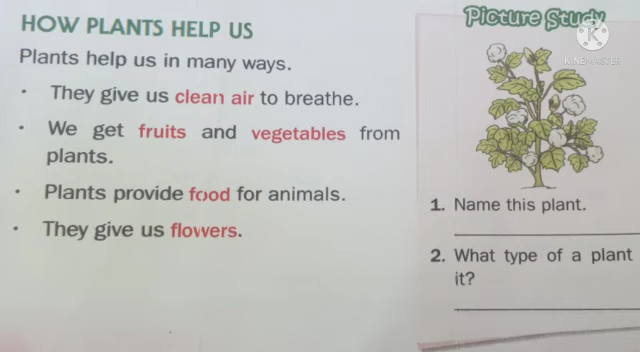 HOW PLANTS HELP US
Plants help us in many ways.
• They give us clean air to breathe.
• We get fruits and vegetables from
plants.
• Plants provide food for animals.
• They give us flowers.
Picture Study
KINEMASTER
1. Name this plant.
2. What type of a plant
it?